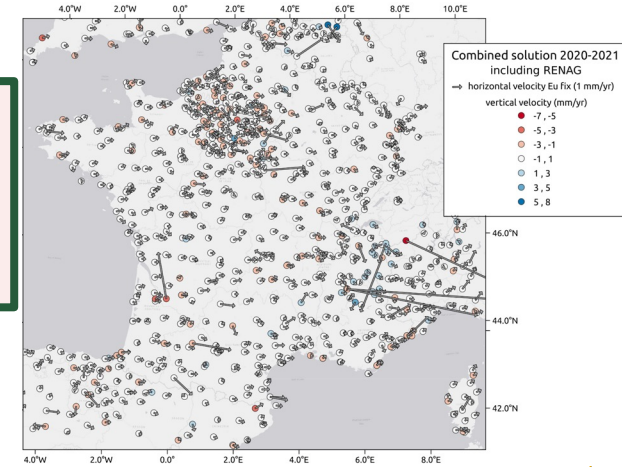 4.0°W 2.0°W 0.0° 2.0°E 4.0°E 6.0°E 8.0°E 10.0°E
Combined solution 2020-2021
including RENAG
horizontal velocity Eu fix (1 mm/yr)
vertical velocity (mm/yr)
-7 , -5
-5 , -3
-3 , -1
-1 , 1
1 , 3
3 , 5
5 , 8
46.0°N
44.0°N
42.0°N
4.0°W 2.0°W 0.0° 2.0°E 4.0°E 6.0°E 8.0°E